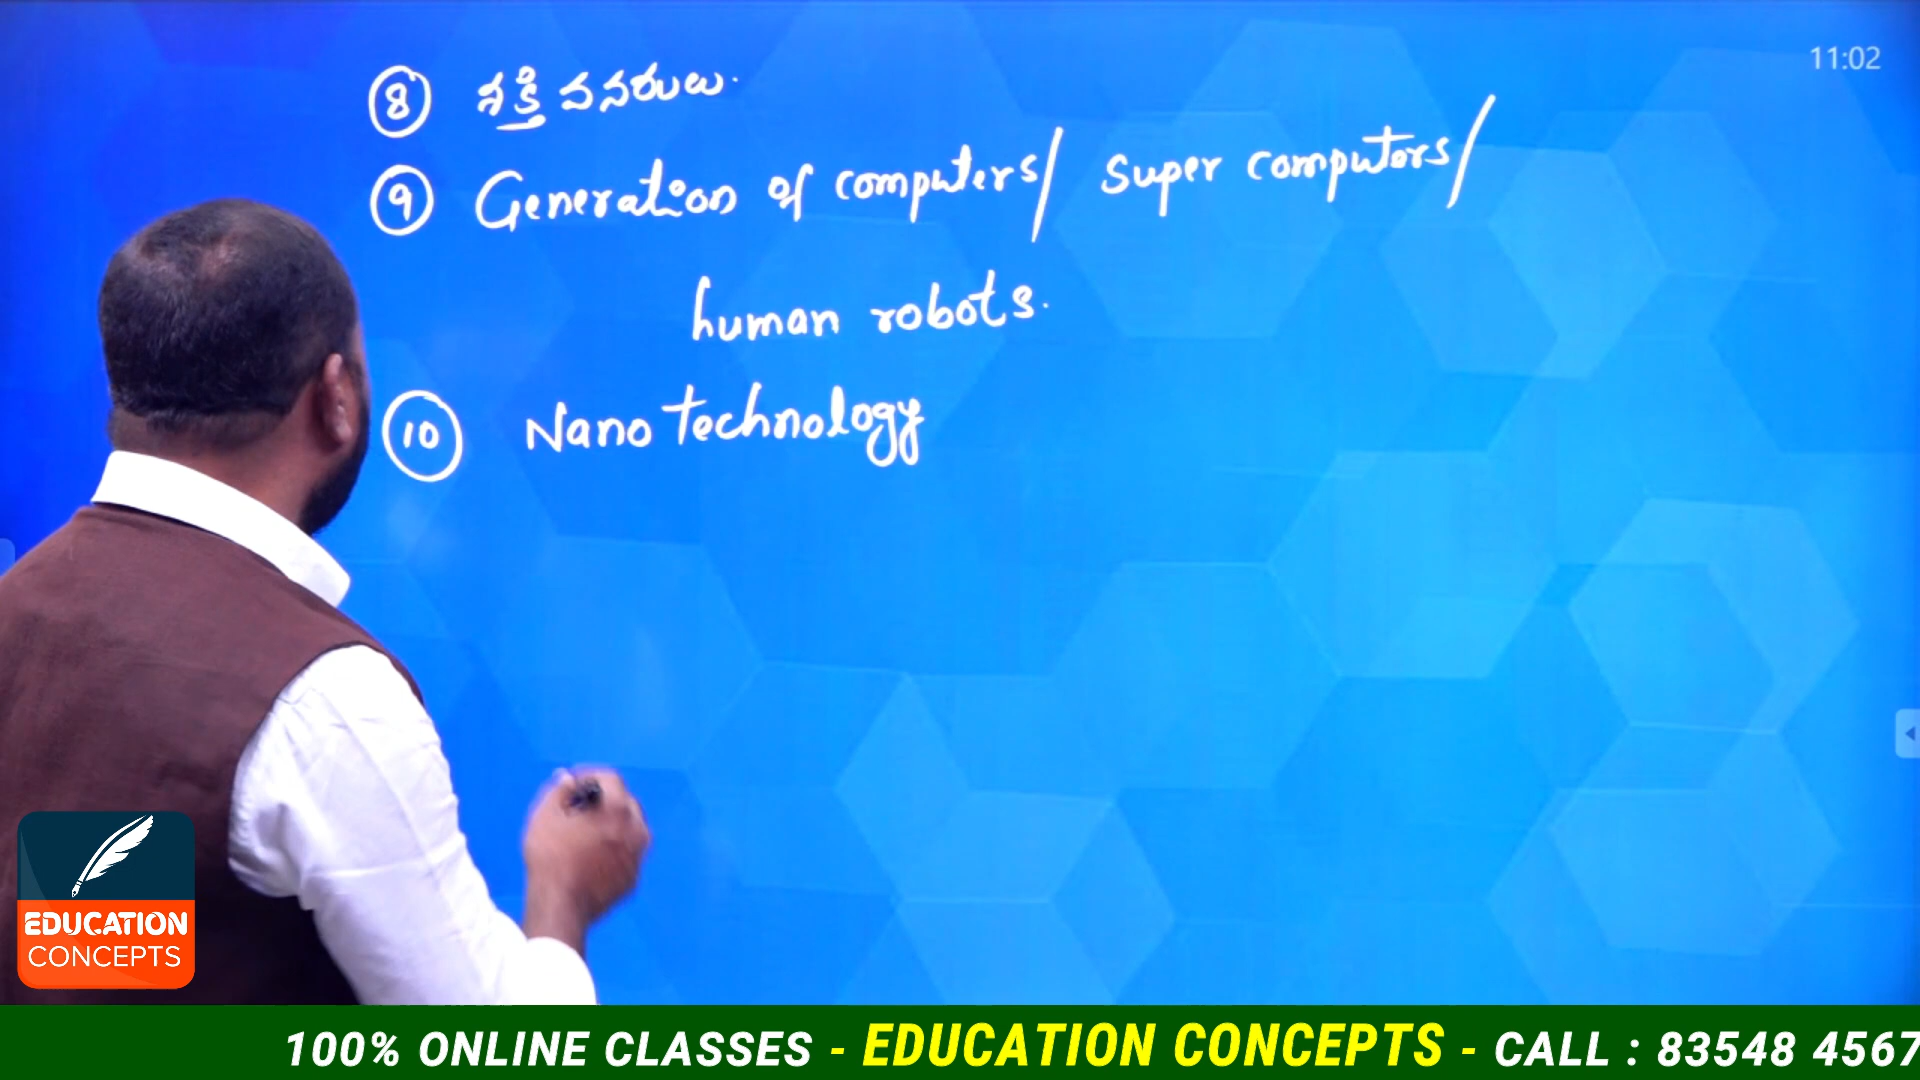 11:02
8 శక్తి వనరులు.
9 Generation of computers/ super computers/
human robots.
10 Nano technology
EDUCATION
CONCEPTS
100% ONLINE CLASSES - EDUCATION CONCEPTS - CALL : 83548 4567